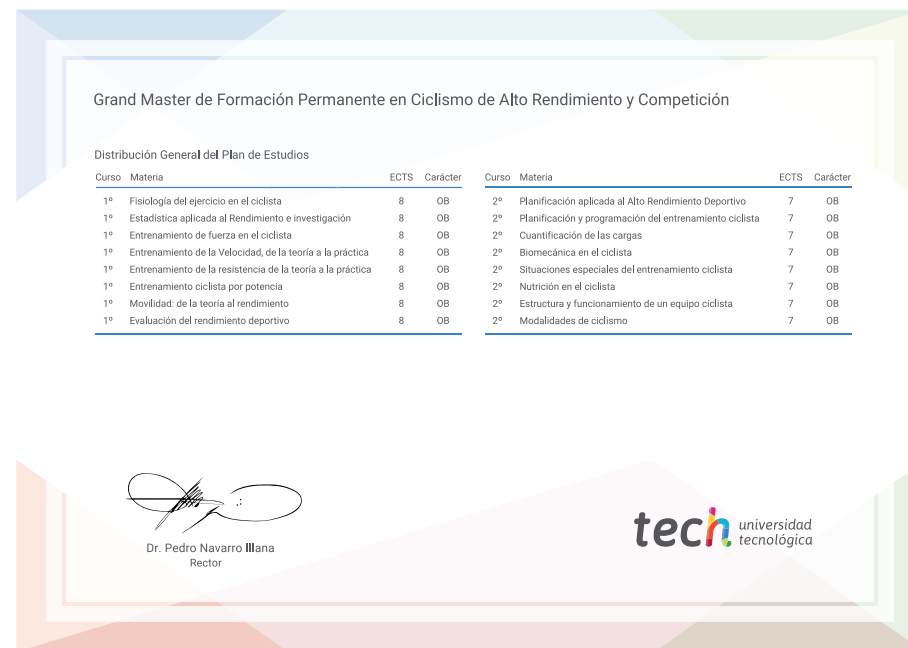 Grand Master de Formación Permanente en Ciclismo de Alto Rendimiento y Competición
Distribución General del Plan de Estudios
Curso Materia ECTS Carácter
1º Fisiología del ejercicio en el ciclista 8 OB
1º Estadística aplicada al Rendimiento e investigación 8 OB
1º Entrenamiento de fuerza en el ciclista 8 OB
1º Entrenamiento de la Velocidad, de la teoría a la práctica 8 OB
1º Entrenamiento de la resistencia de la teoría a la práctica 8 OB
1º Entrenamiento ciclista por potencia 8 OB
1º Movilidad: de la teoría al rendimiento 8 OB
1º Evaluación del rendimiento deportivo 8 OB
Curso Materia ECTS Carácter
2º Planificación aplicada al Alto Rendimiento Deportivo 7 OB
2º Planificación y programación del entrenamiento ciclista 7 OB
2º Cuantificación de las cargas 7 OB
2º Biomecánica en el ciclista 7 OB
2º Situaciones especiales del entrenamiento ciclista 7 OB
2º Nutrición en el ciclista 7 OB
2º Estructura y funcionamiento de un equipo ciclista 7 OB
2º Modalidades de ciclismo 7 OB
Dr. Pedro Navarro Illana
Rector
tech universidad
tecnológica